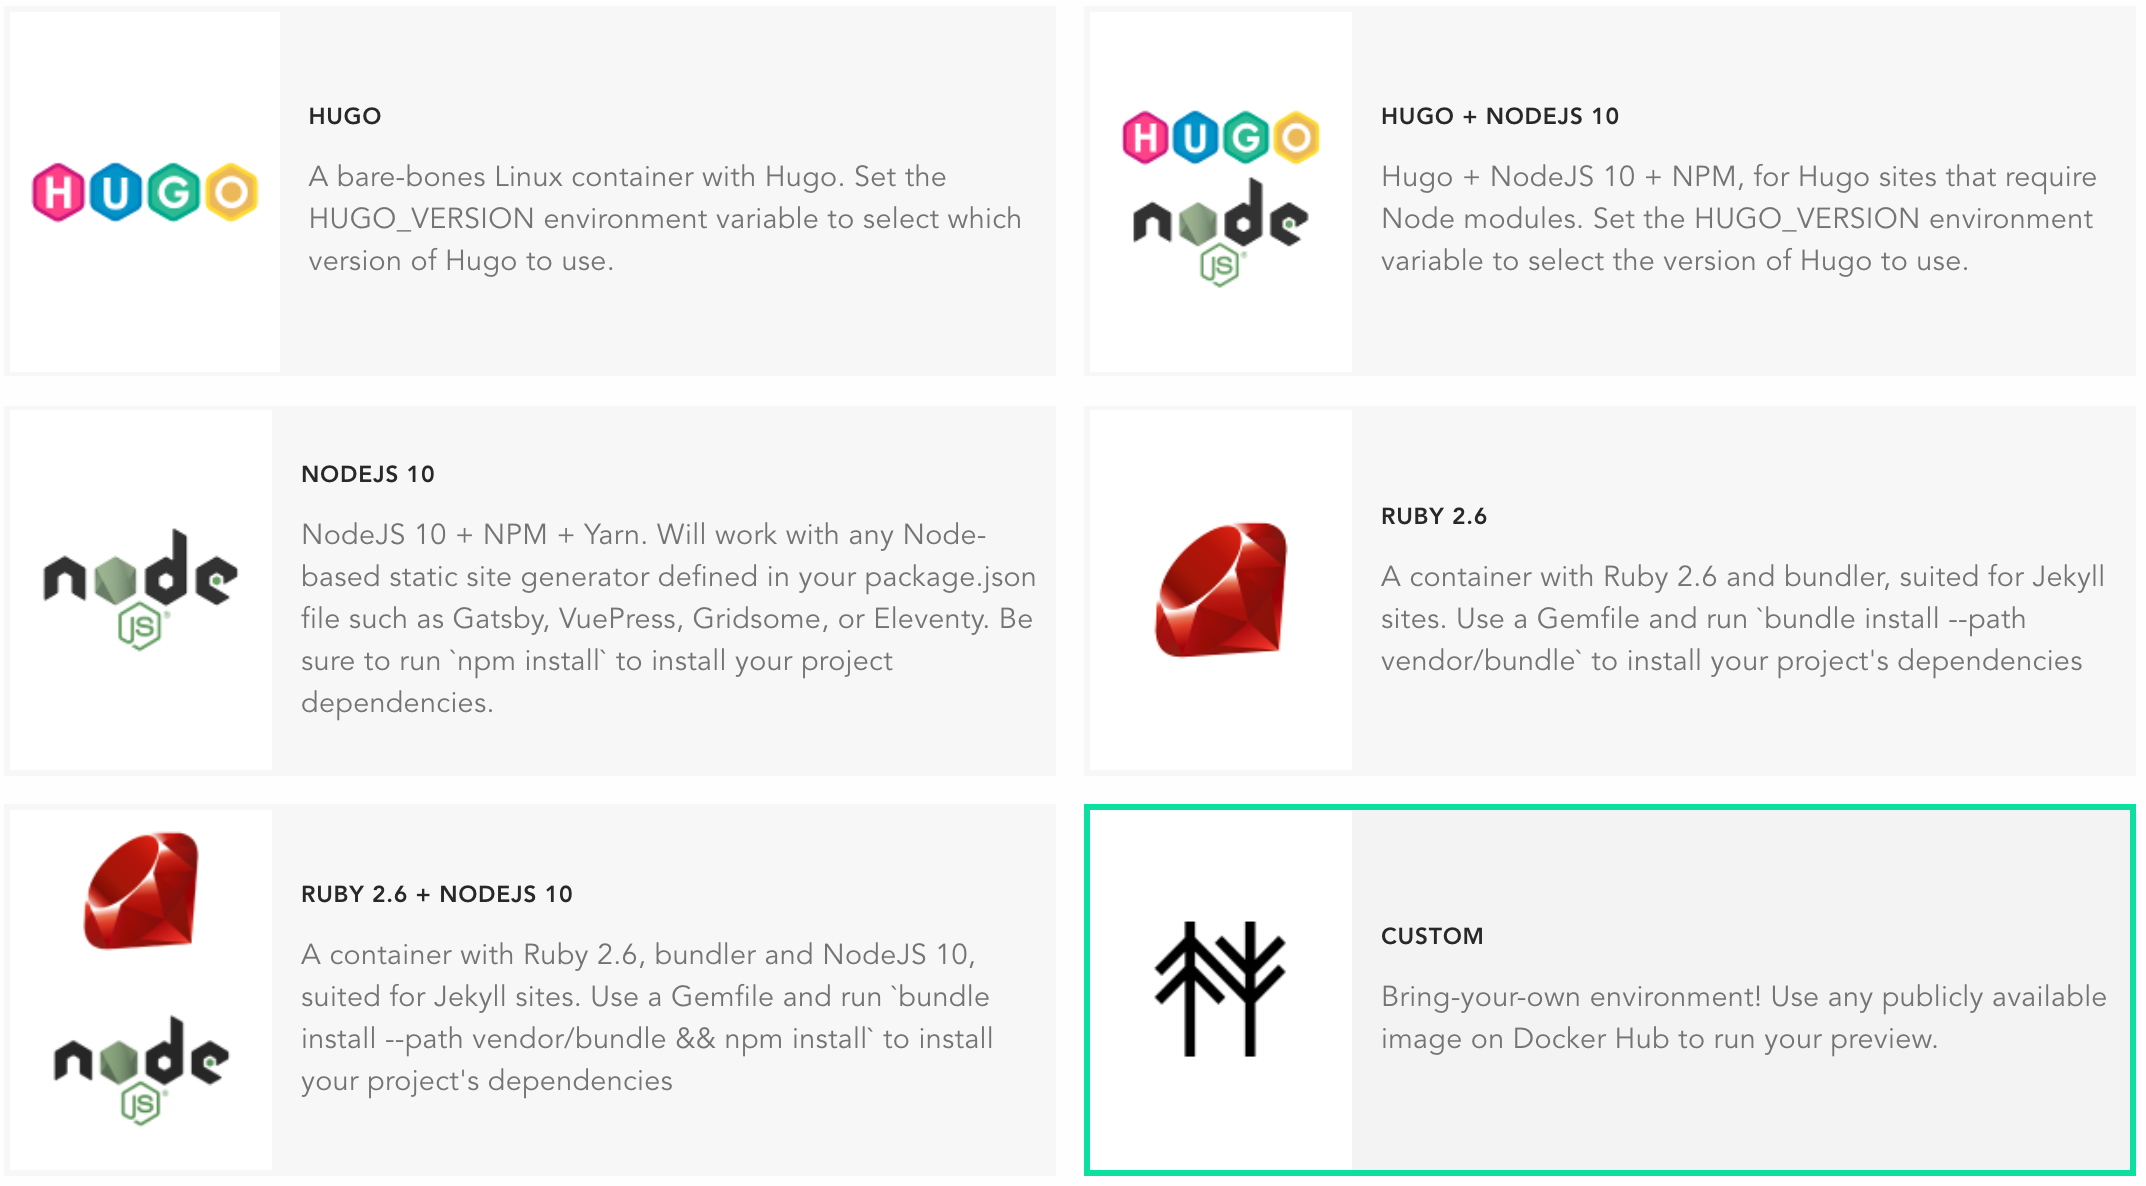 HUGO
HUGO
A bare-bones Linux container with Hugo. Set the
HUGO_VERSION environment variable to select which
version of Hugo to use.
HUGO
node
JS
HUGO + NODEJS 10
Hugo + NodeJS 10 + NPM, for Hugo sites that require
Node modules. Set the HUGO_VERSION environment
variable to select the version of Hugo to use.
node
JS
NODEJS 10
NodeJS 10 + NPM + Yarn. Will work with any Node-
based static site generator defined in your package.json
file such as Gatsby, VuePress, Gridsome, or Eleventy. Be
sure to run `npm install` to install your project
dependencies.
RUBY 2.6
A container with Ruby 2.6 and bundler, suited for Jekyll
sites. Use a Gemfile and run `bundle install --path
vendor/bundle` to install your project's dependencies
node
JS
RUBY 2.6 + NODEJS 10
A container with Ruby 2.6, bundler and NodeJS 10,
suited for Jekyll sites. Use a Gemfile and run `bundle
install --path vendor/bundle && npm install` to install
your project's dependencies
CUSTOM
Bring-your-own environment! Use any publicly available
image on Docker Hub to run your preview.